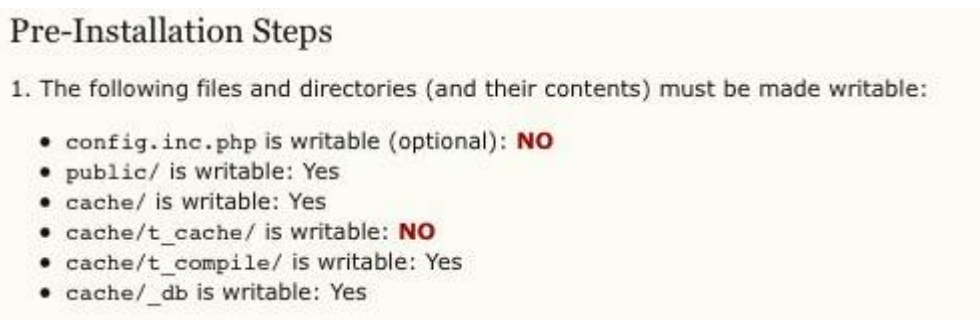 Pre-Installation Steps
1. The following files and directories (and their contents) must be made writable:
• config.inc.php is writable (optional): NO
• public/ is writable: Yes
• cache/ is writable: Yes
• cache/t_cache/ is writable: NO
• cache/t_compile/ is writable: Yes
• cache/_db is writable: Yes